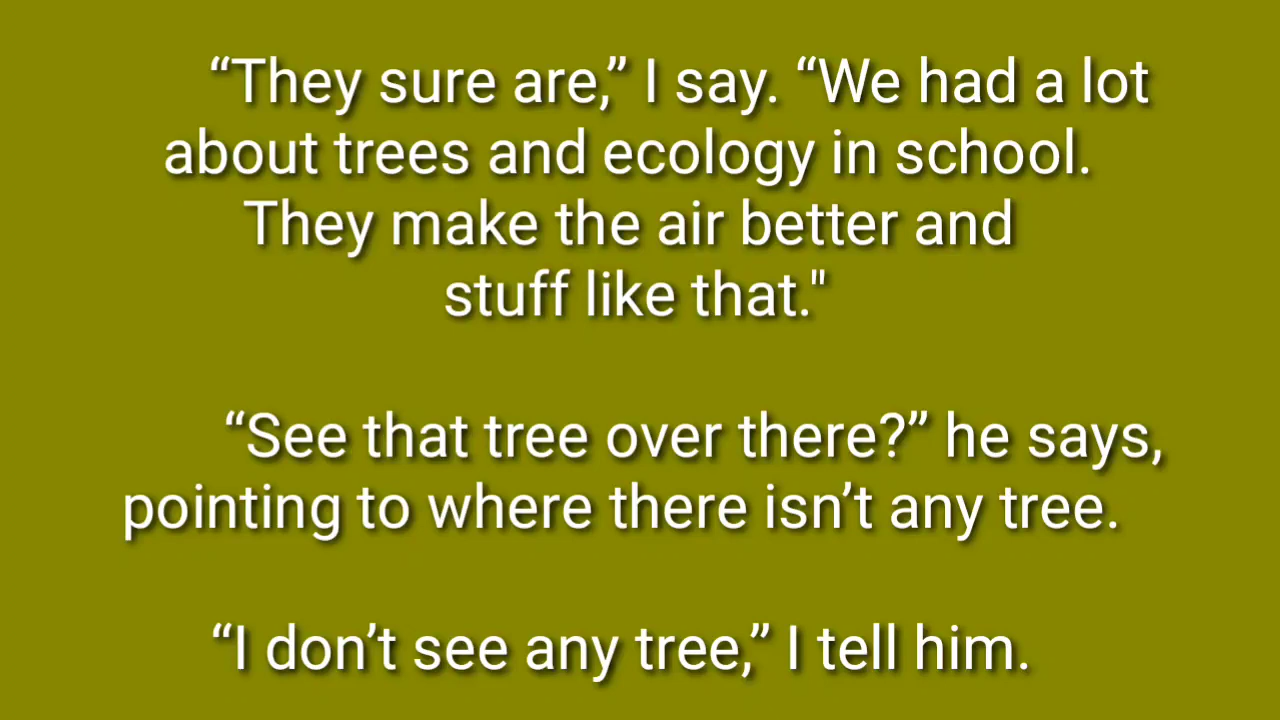 “They sure are,” I say. “We had a lot
about trees and ecology in school.
They make the air better and
stuff like that."
“See that tree over there?” he says,
pointing to where there isn’t any tree.
“I don’t see any tree,” I tell him.